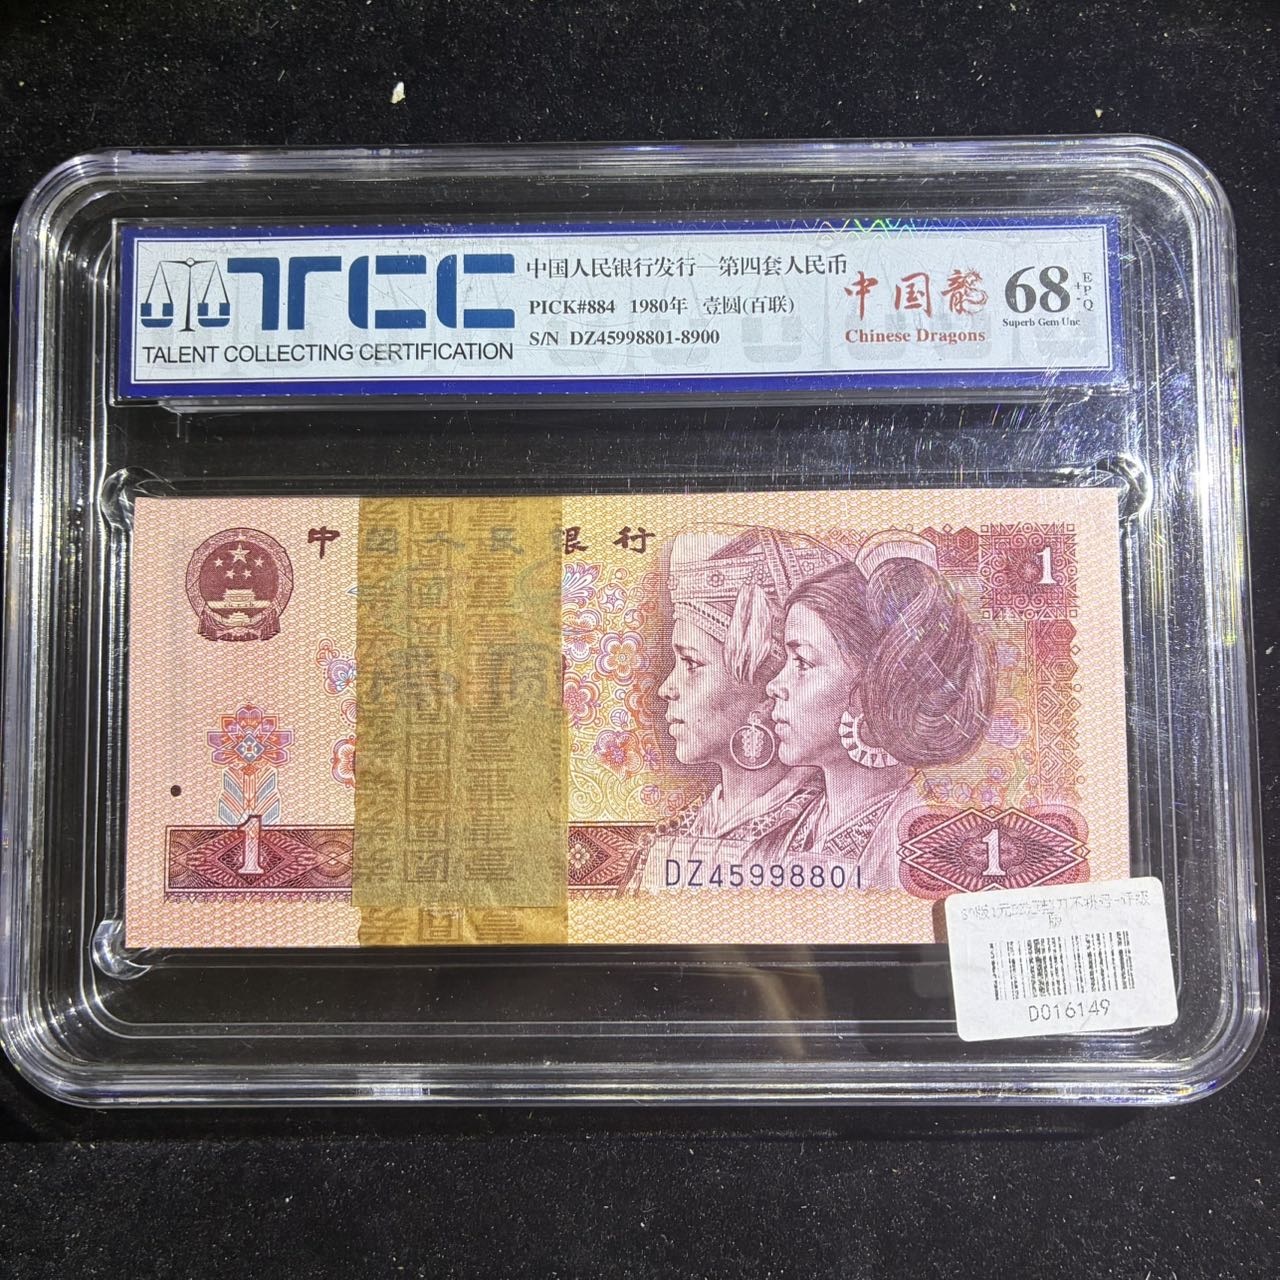 TCC
TALENT COLLECTING CERTIFICATION
中国人民银行发行—第四套人民币
PICK#884 1980年 壹圆(百联)
S/N DZ45998801-8900
中国龙
Chinese Dragons
68
EPQ
Superb Gem Unc
中国人民银行
1
1
1
DZ45998801
D016149